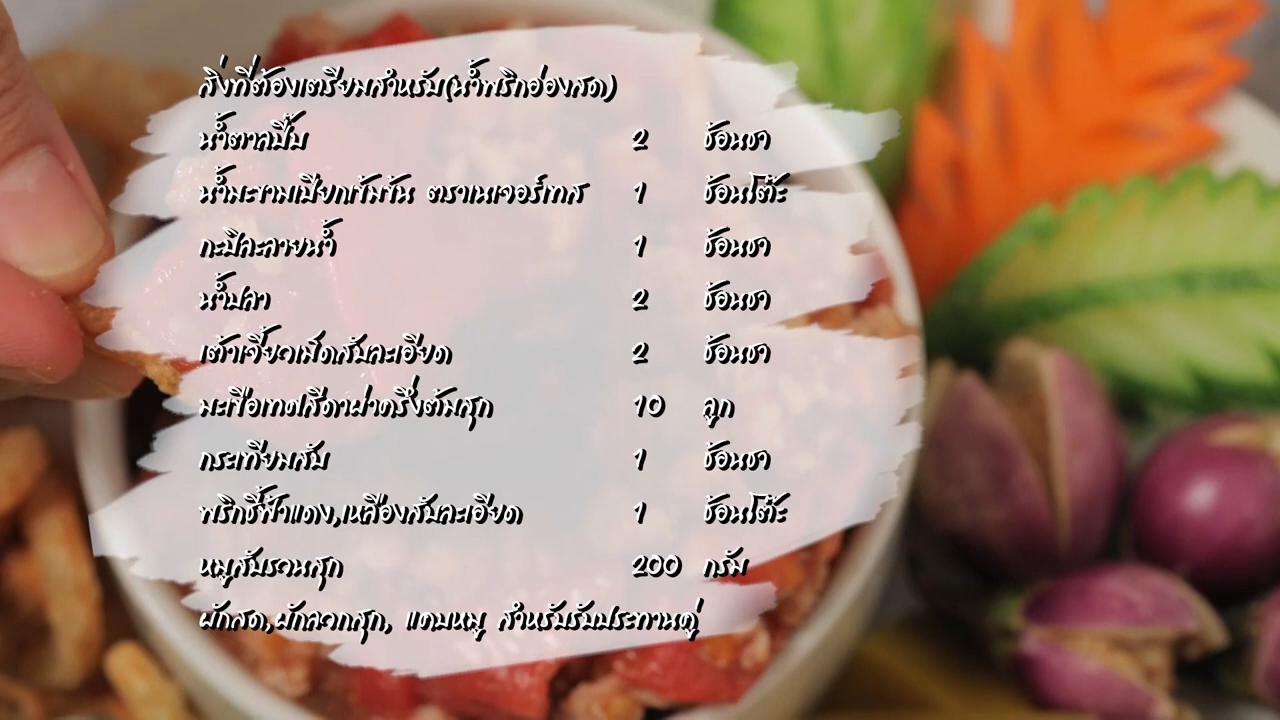 สิ่งที่ต้องเตรียมสำหรับ(น้ำพริกอ่องสด)
น้ำตาลปี๊บ 2 ช้อนชา
น้ำมะขามเปียกเข้มข้น ตราเนเจอร์เทส 1 ช้อนโต๊ะ
กะปิละลายน้ำ 1 ช้อนชา
น้ำปลา 2 ช้อนชา
เต้าเจี้ยวเม็ดสับละเอียด 2 ช้อนชา
มะเขือเทศสีดาผ่าครึ่งต้มสุก 10 ลูก
กระเทียมสับ 1 ช้อนชา
พริกชี้ฟ้าแดง,เหลืองสับละเอียด 1 ช้อนโต๊ะ
หมูสับรวนสุก 200 กรัม
ผักสด,ผักลวกสุก, แคบหมู สำหรับรับประทานคู่